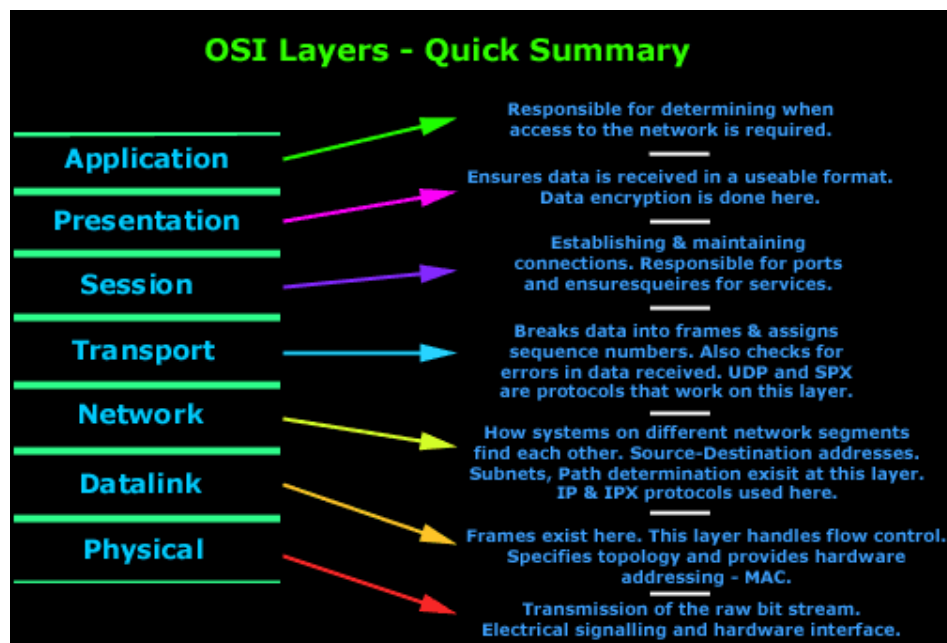 OSI Layers - Quick Summary
Application
Responsible for determining when
access to the network is required.
Presentation
Ensures data is received in a useable format.
Data encryption is done here.
Session
Establishing & maintaining
connections. Responsible for ports
and ensuresqueires for services.
Transport
Breaks data into frames & assigns
sequence numbers. Also checks for
errors in data received. UDP and SPX
are protocols that work on this layer.
Network
How systems on different network segments
find each other. Source-Destination addresses.
Subnets, Path determination exisit at this layer.
IP & IPX protocols used here.
Datalink
Frames exist here. This layer handles flow control.
Specifies topology and provides hardware
addressing - MAC.
Physical
Transmission of the raw bit stream.
Electrical signalling and hardware interface.